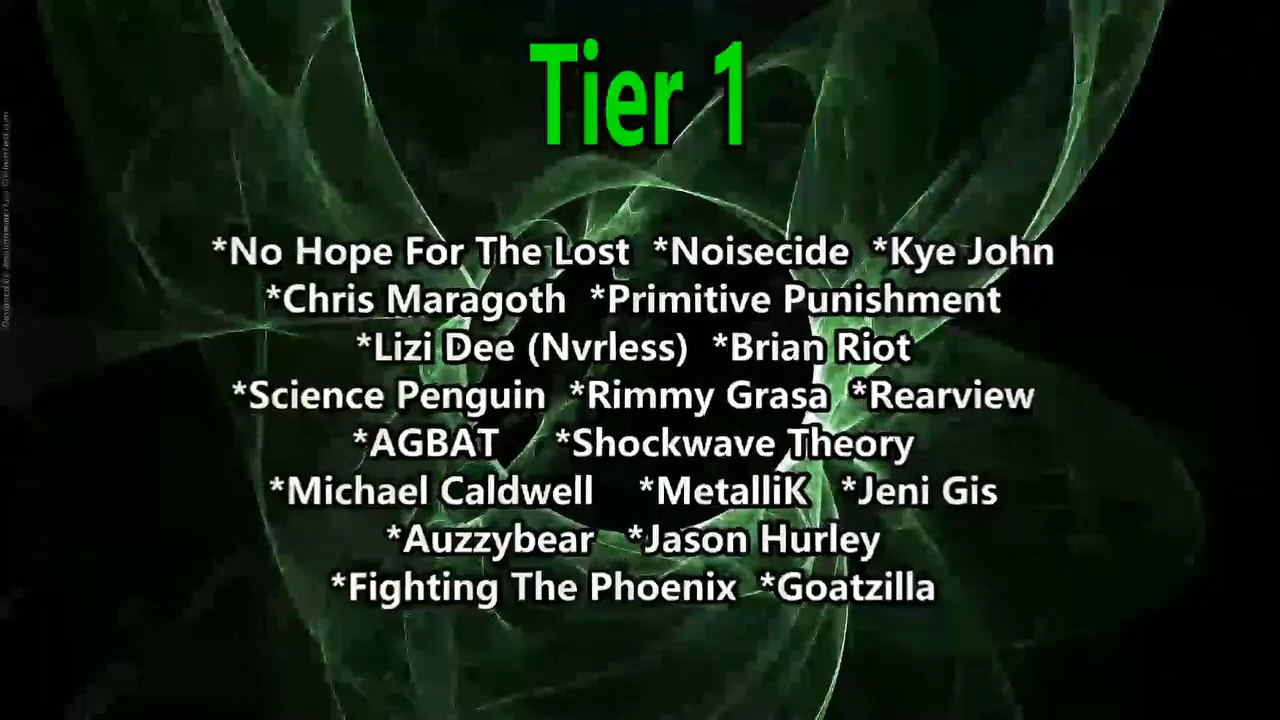 Tier 1
*No Hope For The Lost *Noisecide *Kye John
*Chris Maragoth *Primitive Punishment
*Lizi Dee (Nvrless) *Brian Riot
*Science Penguin *Rimmy Grasa *Rearview
*AGBAT *Shockwave Theory
*Michael Caldwell *MetalliK *Jeni Gis
*Auzzybear *Jason Hurley
*Fighting The Phoenix *Goatzilla